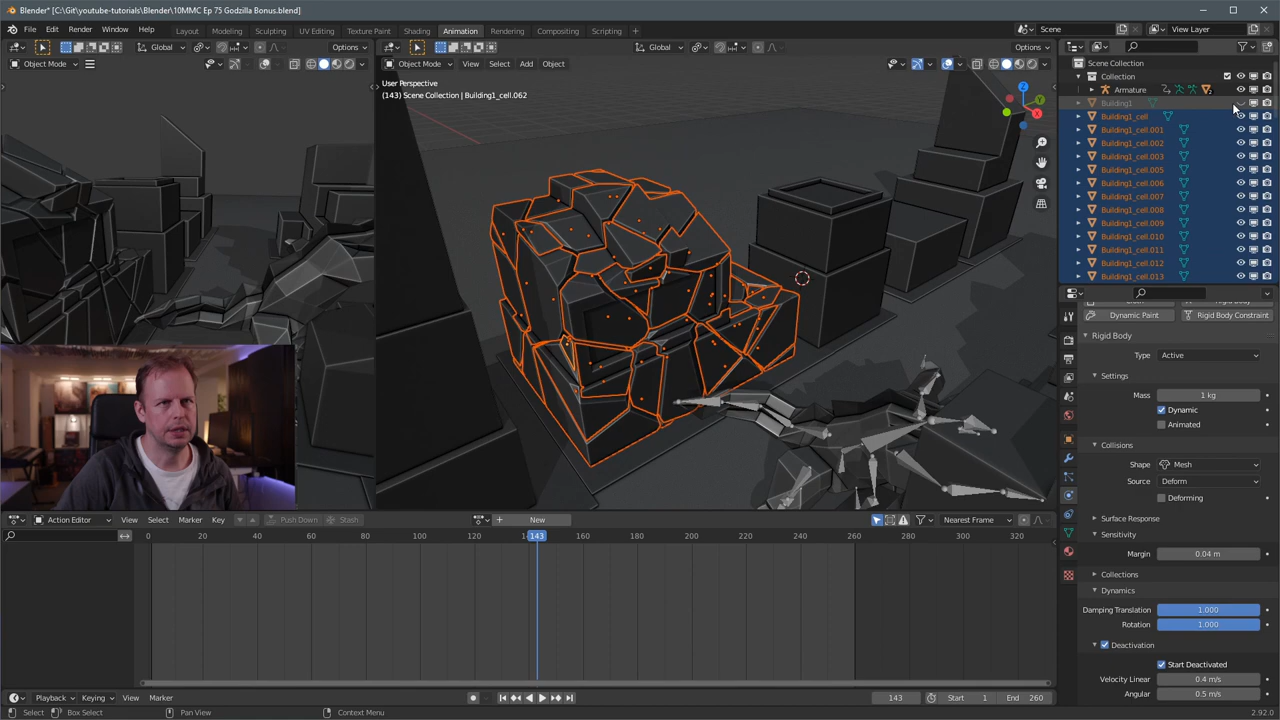 Blender* [C:\Git\youtube-tutorials\Blender\10MMC Ep 75 Godzilla Bonus.blend]
File Edit Render Window Help
Layout Modeling Sculpting UV Editing Texture Paint Shading Animation Rendering Compositing Scripting +
Scene
View Layer
Global
Options
Global
Options
Object Mode
Object Mode
View Select Add Object
User Perspective
(143) Scene Collection | Building1_cell.062
Z
Y
X
Scene Collection
Collection
Armature
Building1
Building1_cell
Building1_cell.001
Building1_cell.002
Building1_cell.003
Building1_cell.005
Building1_cell.006
Building1_cell.007
Building1_cell.008
Building1_cell.009
Building1_cell.010
Building1_cell.011
Building1_cell.012
Building1_cell.013
Dynamic Paint
Rigid Body Constraint
Rigid Body
Type Active
Settings
Mass 1 kg
Dynamic
Animated
Collisions
Shape Mesh
Source Deform
Deforming
Surface Response
Sensitivity
Margin 0.04 m
Collections
Dynamics
Damping Translation 1.000
Rotation 1.000
Deactivation
Start Deactivated
Velocity Linear 0.4 m/s
Angular 0.5 m/s
Action Editor
View Select Marker Key
Push Down
Stash
+ New
Nearest Frame
0 20 40 60 80 100 120 143 160 180 200 220 240 260 280 300 320
Playback Keying View Marker
143
Start 1
End 260
Select
Box Select
Pan View
Context Menu
2.92.0